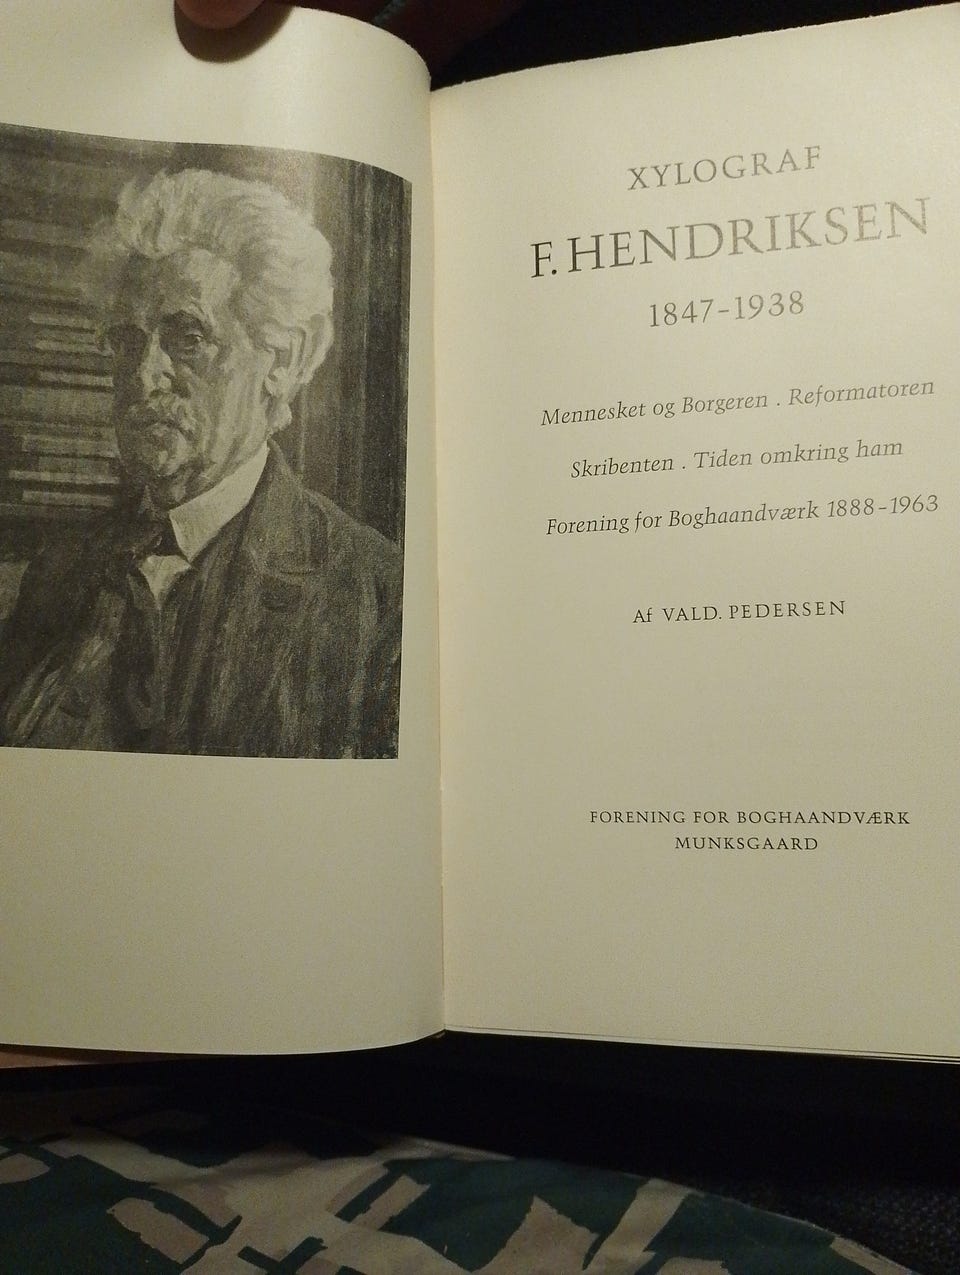 XYLOGRAF
F. HENDRIKSEN
1847-1938
Mennesket og Borgeren . Reformatoren
Skribenten . Tiden omkring ham
Forening for Boghaandværk 1888-1963
Af VALD. PEDERSEN
FORENING FOR BOGHAANDVÆRK
MUNKSGAARD